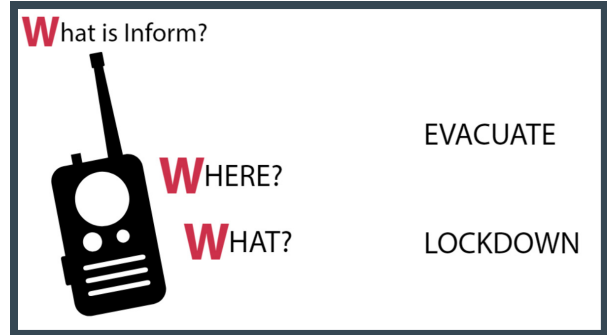 What is Inform?
EVACUATE
WHERE?
WHAT?
LOCKDOWN